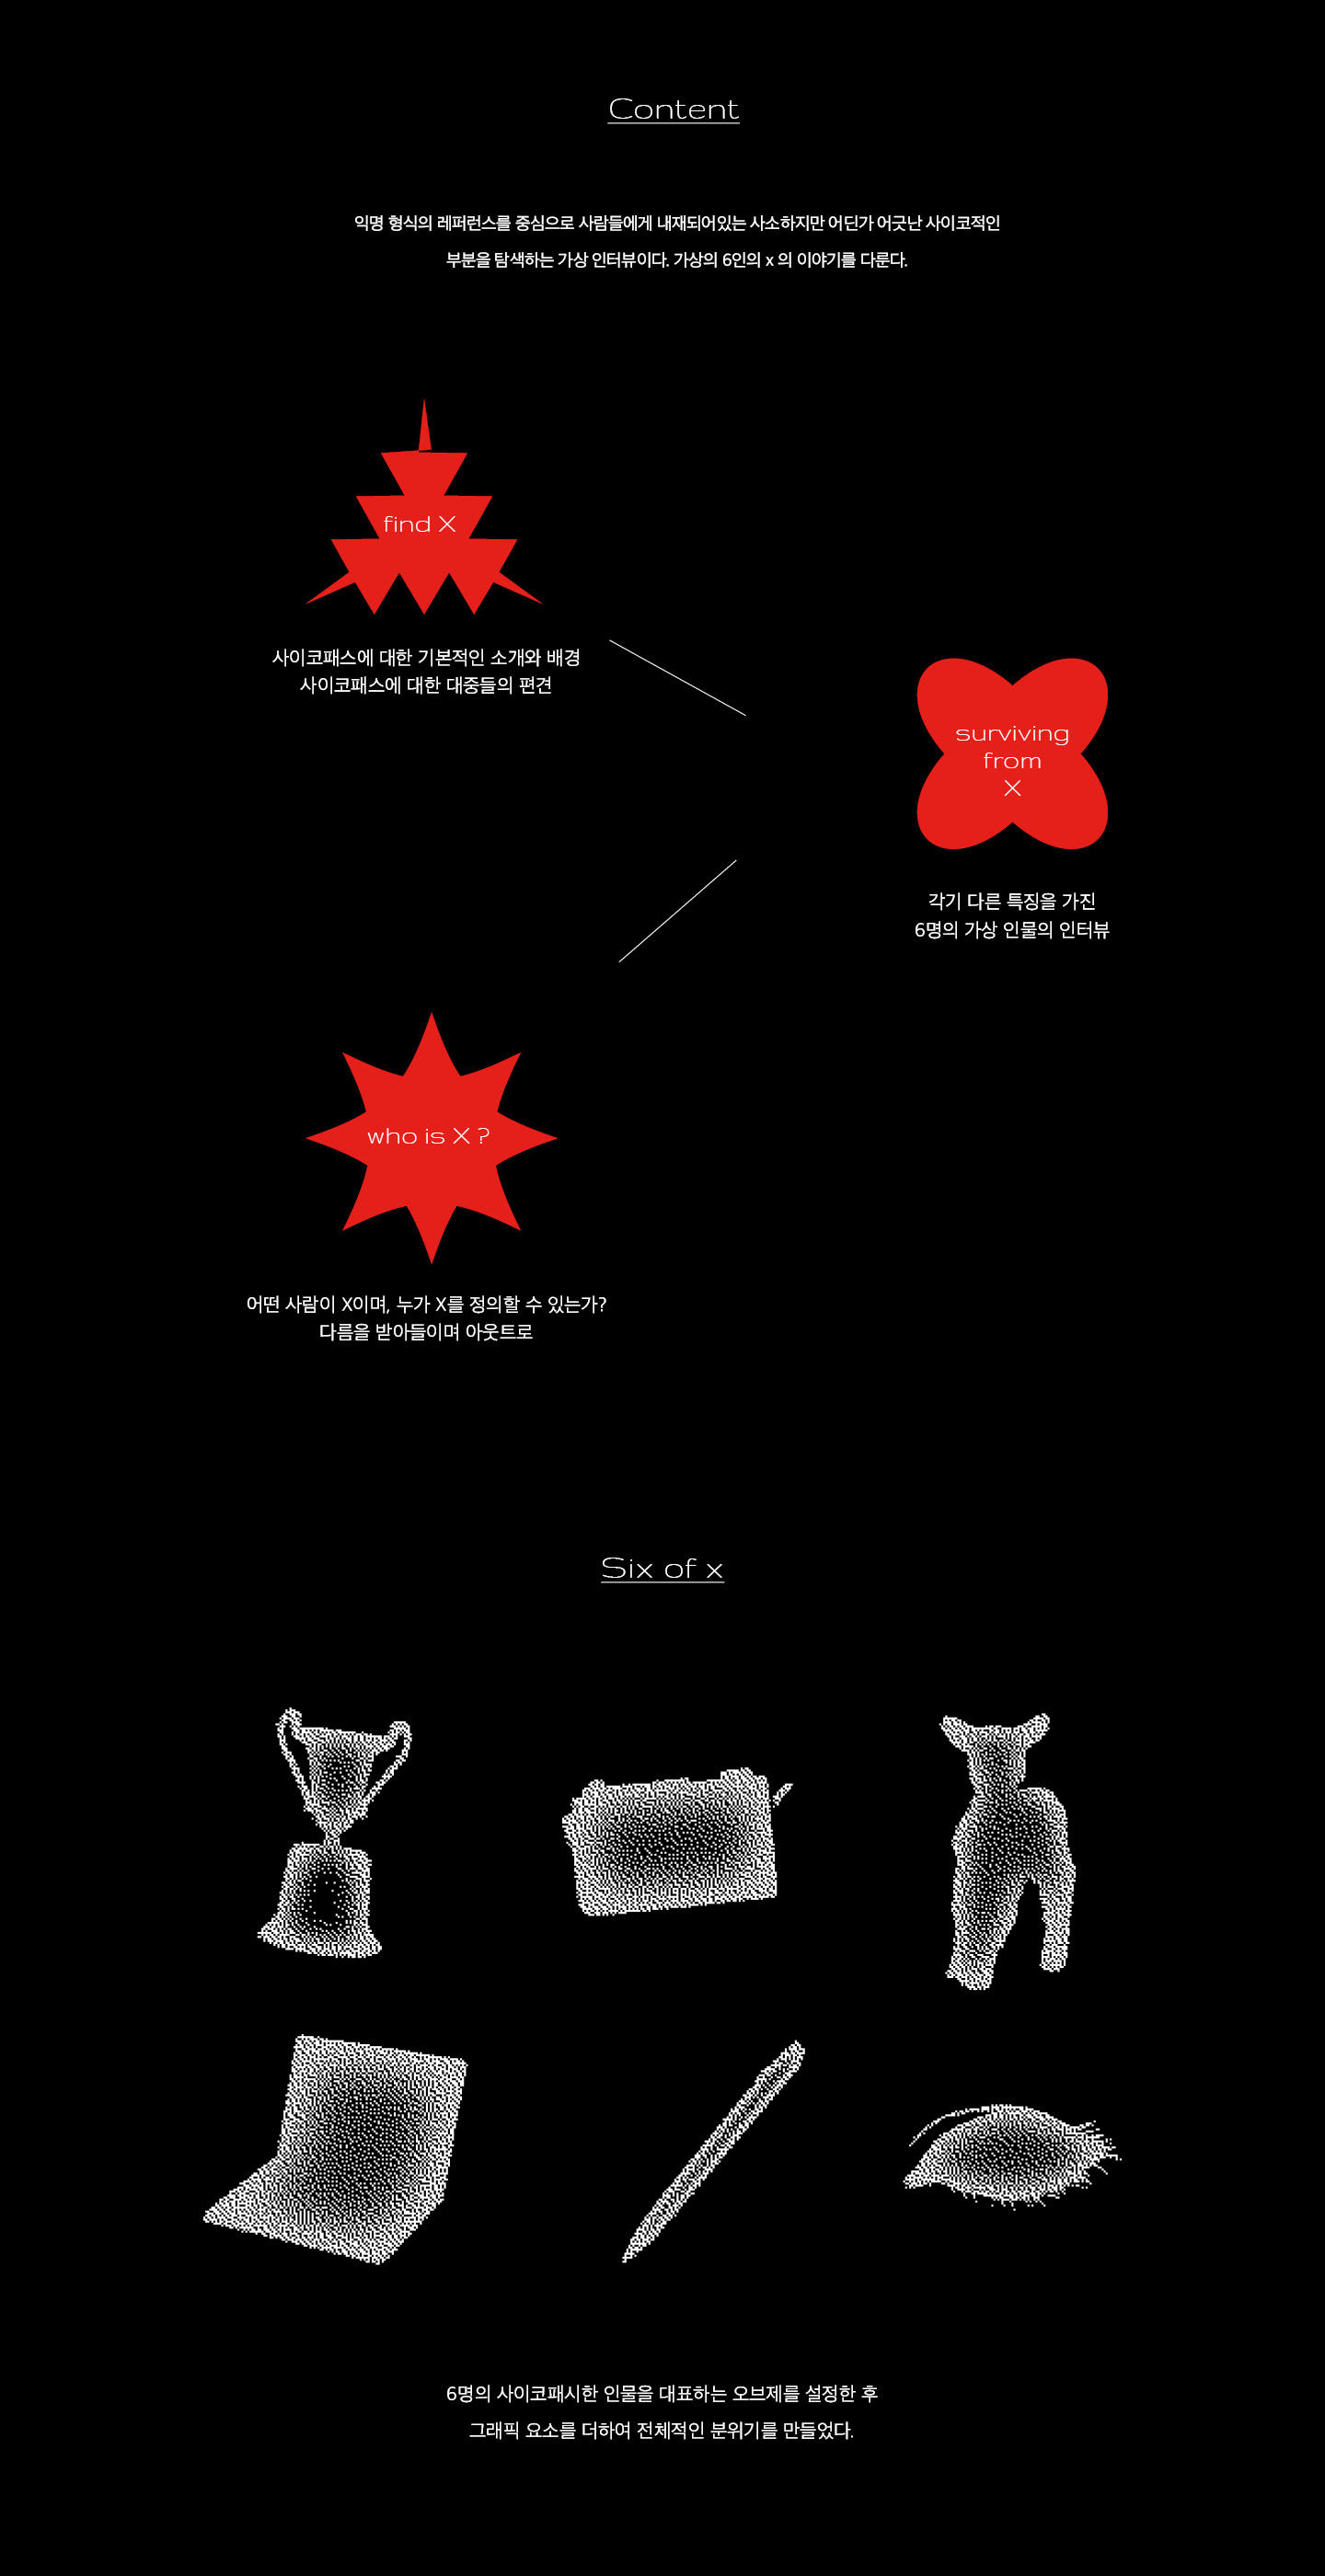 Content
익명 형식의 레퍼런스를 중심으로 사람들에게 내재되어있는 사소하지만 어딘가 어긋난 사이코적인
부분을 탐색하는 가상 인터뷰이다. 가상의 6인의 x 의 이야기를 다룬다.
find X
사이코패스에 대한 기본적인 소개와 배경
사이코패스에 대한 대중들의 편견
surviving
from
X
각기 다른 특징을 가진
6명의 가상 인물의 인터뷰
who is X ?
어떤 사람이 X이며, 누가 X를 정의할 수 있는가?
다름을 받아들이며 아웃트로
Six of x
6명의 사이코패시한 인물을 대표하는 오브제를 설정한 후
그래픽 요소를 더하여 전체적인 분위기를 만들었다.